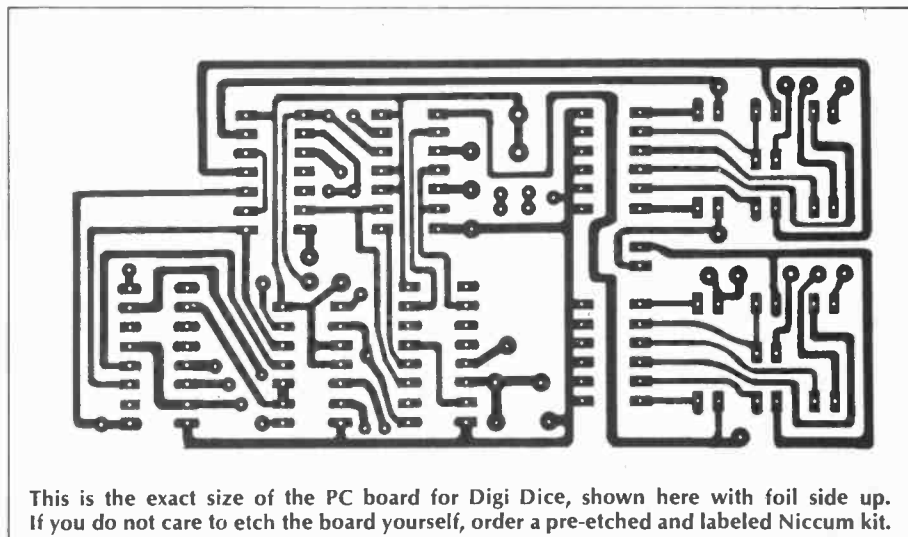 This is the exact size of the PC board for Digi Dice, shown here with foil side up.
If you do not care to etch the board yourself, order a pre-etched and labeled Niccum kit.